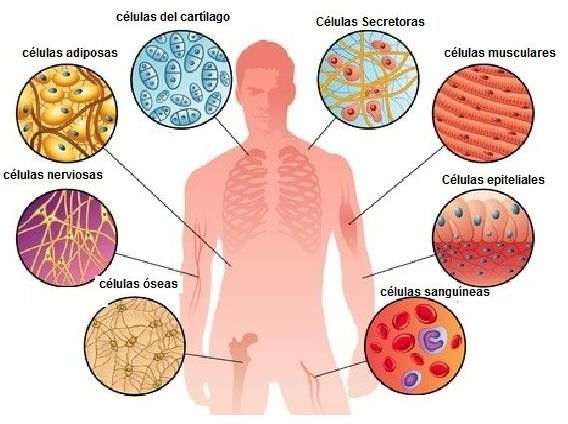 células del cartílago
Células Secretoras
células adiposas
células musculares
células nerviosas
Células epiteliales
células óseas
células sanguíneas